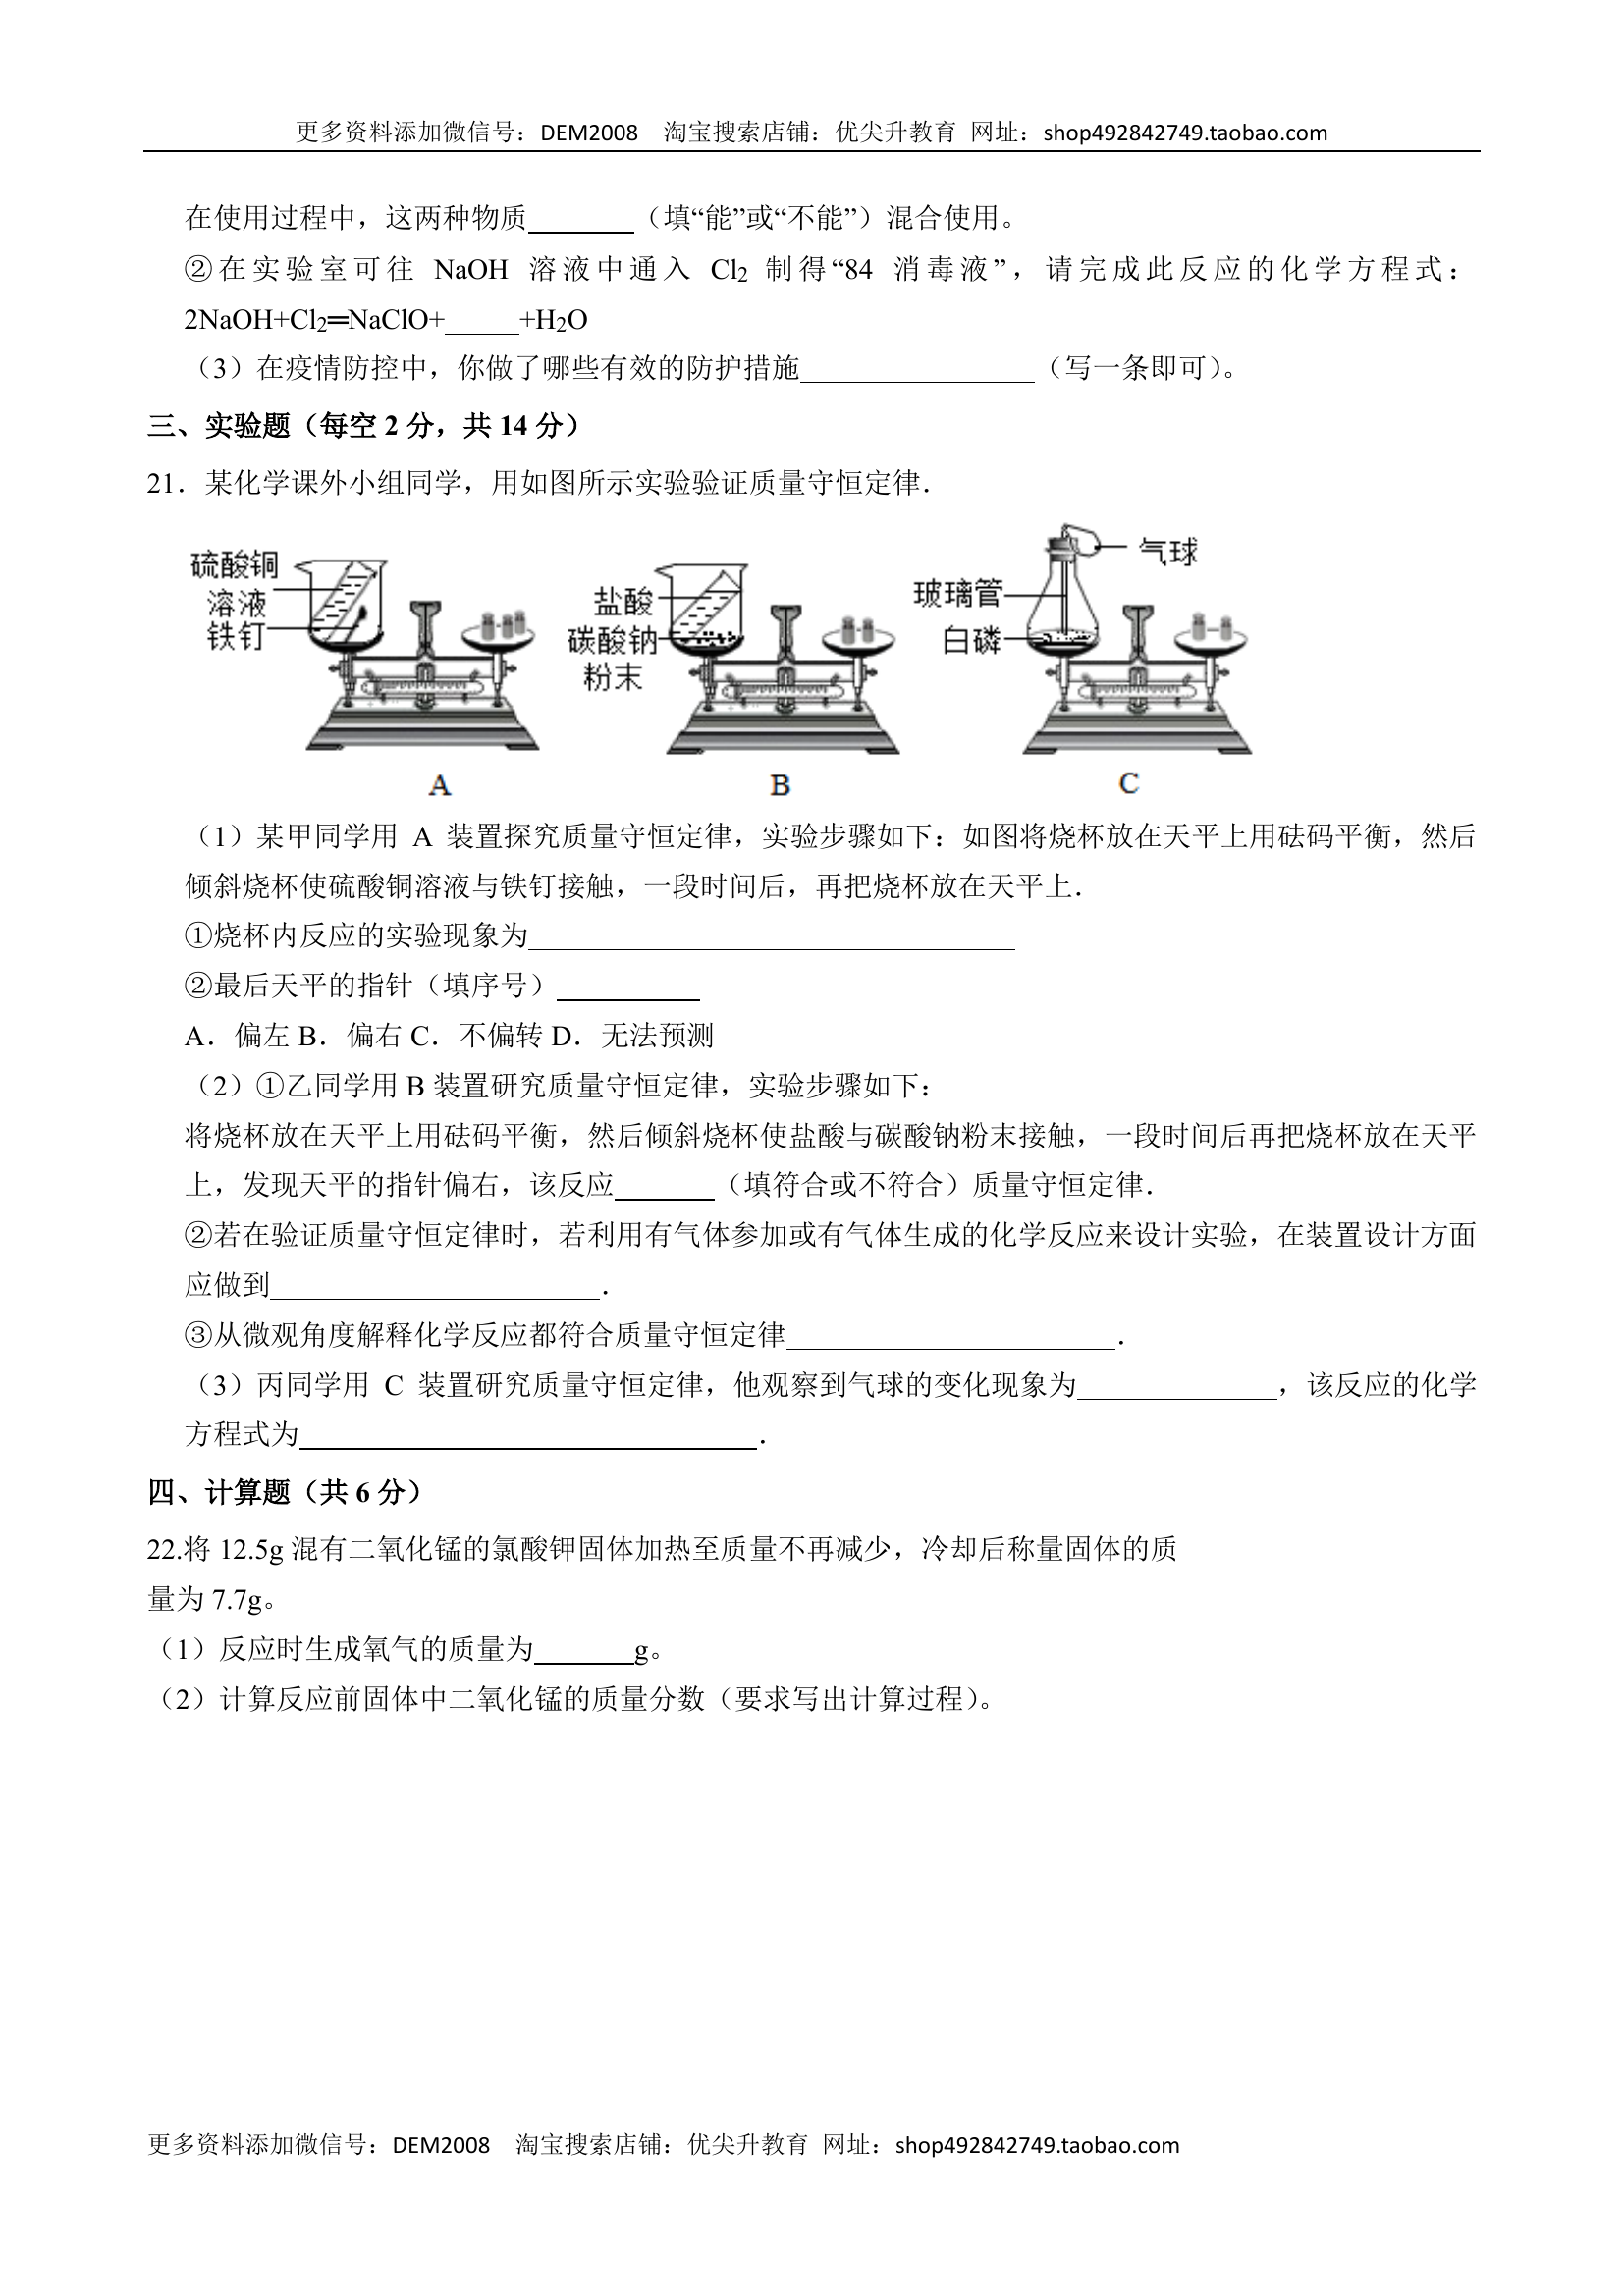 更多资料添加微信号：DEM2008 淘宝搜索店铺：优尖升教育 网址：shop492842749.taobao.com
在使用过程中，这两种物质_______（填“能”或“不能”）混合使用。
②在实验室可往 NaOH 溶液中通入 Cl2 制得“84 消毒液”，请完成此反应的化学方程式：
2NaOH+Cl2═NaClO+_____+H2O
（3）在疫情防控中，你做了哪些有效的防护措施________________（写一条即可）。
三、实验题（每空 2 分，共 14 分）
21．某化学课外小组同学，用如图所示实验验证质量守恒定律．
硫酸铜
溶液
铁钉
盐酸
碳酸钠
粉末
气球
玻璃管
白磷
A
B
C
（1）某甲同学用 A 装置探究质量守恒定律，实验步骤如下：如图将烧杯放在天平上用砝码平衡，然后
倾斜烧杯使硫酸铜溶液与铁钉接触，一段时间后，再把烧杯放在天平上．
①烧杯内反应的实验现象为__________________________________
②最后天平的指针（填序号）__________
A．偏左 B．偏右 C．不偏转 D．无法预测
（2）①乙同学用 B 装置研究质量守恒定律，实验步骤如下：
将烧杯放在天平上用砝码平衡，然后倾斜烧杯使盐酸与碳酸钠粉末接触，一段时间后再把烧杯放在天平
上，发现天平的指针偏右，该反应_______（填符合或不符合）质量守恒定律．
②若在验证质量守恒定律时，若利用有气体参加或有气体生成的化学反应来设计实验，在装置设计方面
应做到_______________________．
③从微观角度解释化学反应都符合质量守恒定律_______________________．
（3）丙同学用 C 装置研究质量守恒定律，他观察到气球的变化现象为______________，该反应的化学
方程式为________________________________．
四、计算题（共 6 分）
22.将 12.5g 混有二氧化锰的氯酸钾固体加热至质量不再减少，冷却后称量固体的质
量为 7.7g。
（1）反应时生成氧气的质量为_______g。
（2）计算反应前固体中二氧化锰的质量分数（要求写出计算过程）。
更多资料添加微信号：DEM2008 淘宝搜索店铺：优尖升教育 网址：shop492842749.taobao.com